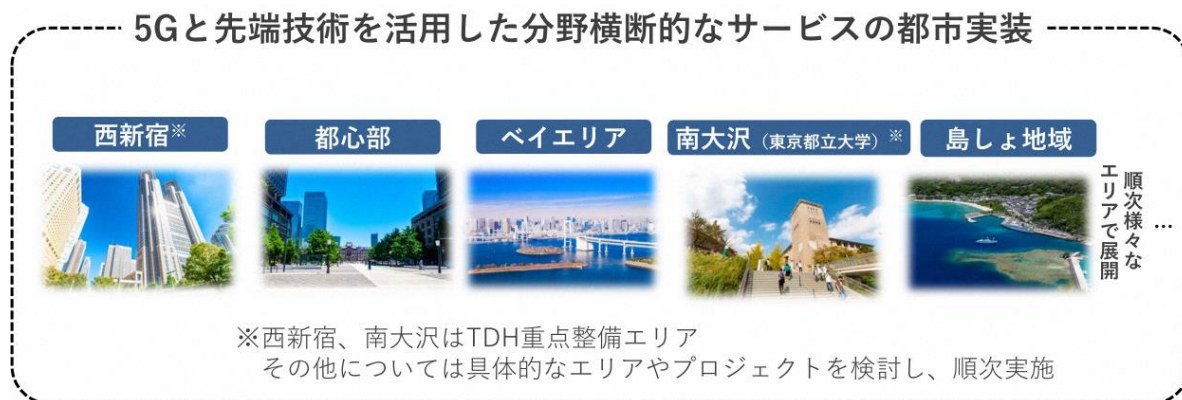 5Gと先端技術を活用した分野横断的なサービスの都市実装
西新宿※
都心部
ベイエリア
南大沢（東京都立大学）※
島しょ地域
順次様々な
エリアで展開
…
※西新宿、南大沢はTDH重点整備エリア
その他については具体的なエリアやプロジェクトを検討し、順次実施